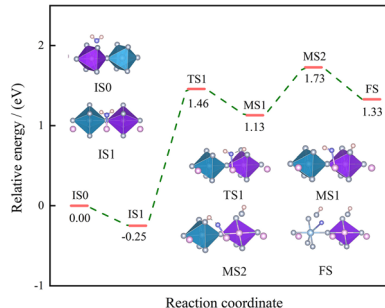 Relative energy / (eV)
2
1
0
-1
IS0
IS1
TS1
1.46
MS1
1.13
MS2
1.73
FS
1.33
IS0
0.00
IS1
-0.25
TS1
MS1
MS2
FS
Reaction coordinate